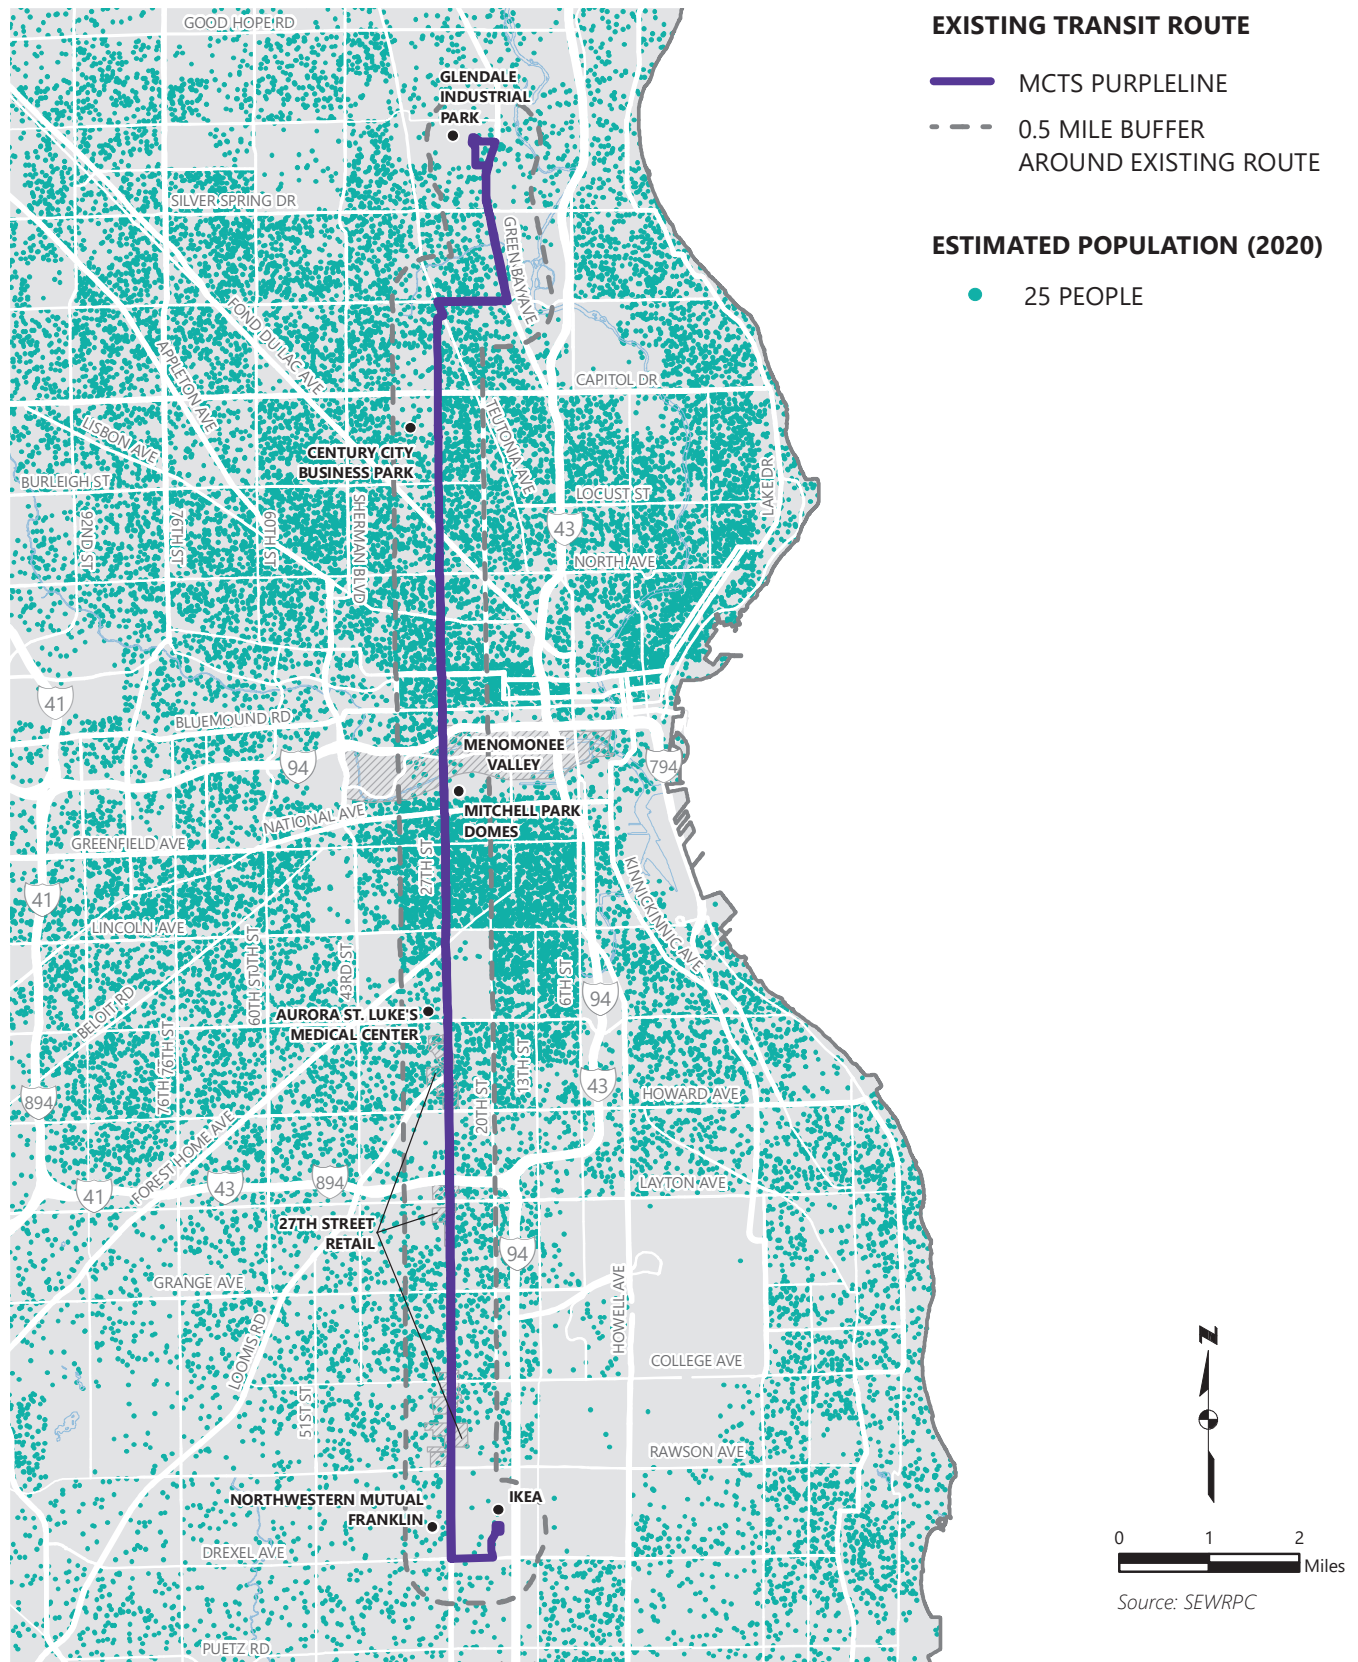 EXISTING TRANSIT ROUTE
MCTS PURPLELINE
0.5 MILE BUFFER
AROUND EXISTING ROUTE
ESTIMATED POPULATION (2020)
25 PEOPLE
GOOD HOPE RD
GLENDALE
INDUSTRIAL
PARK
SILVER SPRING DR
GREEN BAY AVE
FOND DU LAC AVE
APPLETON AVE
CAPITOL DR
LISBON AVE
TEUTONIA AVE
CENTURY CITY
BUSINESS PARK
BURLEIGH ST
LOCUST ST
LAKE DR
92ND ST
76TH ST
60TH ST
SHERMAN BLVD
43
NORTH AVE
41
BLUEMOUND RD
94
MENOMONEE
VALLEY
794
MITCHELL PARK
DOMES
NATIONAL AVE
GREENFIELD AVE
27TH ST
KINNICKINNIC AVE
41
LINCOLN AVE
60TH ST
43RD ST
6TH ST
94
BELOIT RD
AURORA ST. LUKE'S
MEDICAL CENTER
76TH ST
76TH
13TH ST
20TH ST
43
HOWARD AVE
894
FOREST HOME AVE
41
43
894
LAYTON AVE
27TH STREET
RETAIL
94
GRANGE AVE
HOWELL AVE
LOOMIS RD
COLLEGE AVE
51ST ST
RAWSON AVE
NORTHWESTERN MUTUAL
FRANKLIN
IKEA
DREXEL AVE
PUETZ RD
N
0 1 2
Miles
Source: SEWRPC